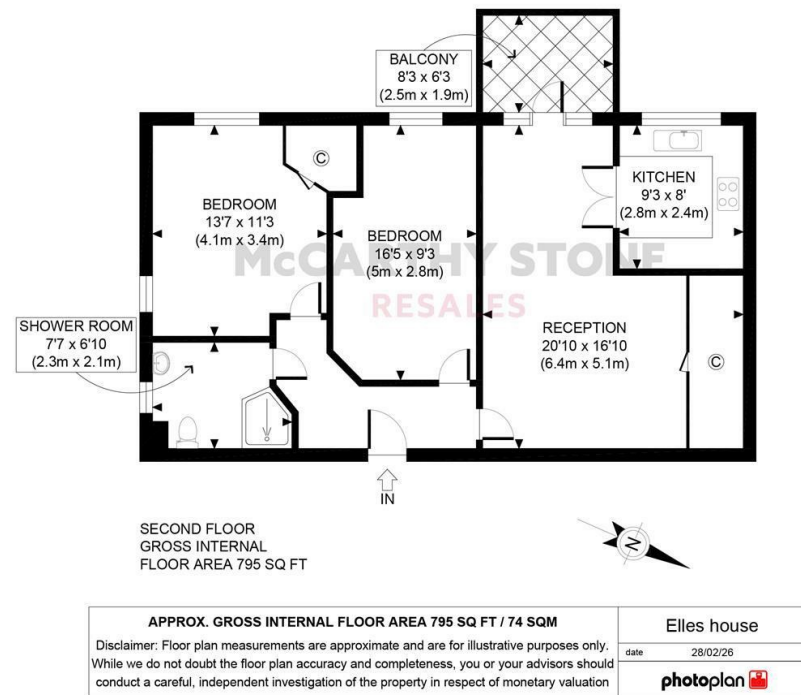 BALCONY
8'3 x 6'3
(2.5m x 1.9m)
C
BEDROOM
13'7 x 11'3
(4.1m x 3.4m)
BEDROOM
16'5 x 9'3
(5m x 2.8m)
KITCHEN
9'3 x 8'
(2.8m x 2.4m)
McCARTHY STONE
RESALES
SHOWER ROOM
7'7 x 6'10
(2.3m x 2.1m)
RECEPTION
20'10 x 16'10
(6.4m x 5.1m)
C
IN
SECOND FLOOR
GROSS INTERNAL
FLOOR AREA 795 SQ FT
N
APPROX. GROSS INTERNAL FLOOR AREA 795 SQ FT / 74 SQM
Disclaimer: Floor plan measurements are approximate and are for illustrative purposes only.
While we do not doubt the floor plan accuracy and completeness, you or your advisors should
conduct a careful, independent investigation of the property in respect of monetary valuation
Elles house
date 28/02/26
photoplan